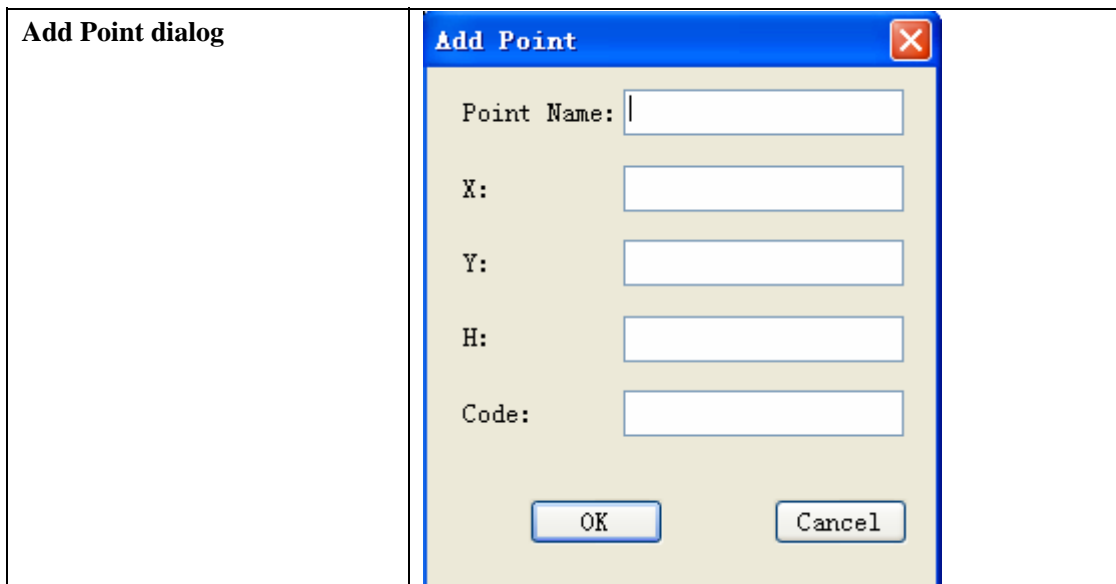 Add Point dialog
Add Point
Point Name:
X:
Y:
H:
Code:
OK Cancel